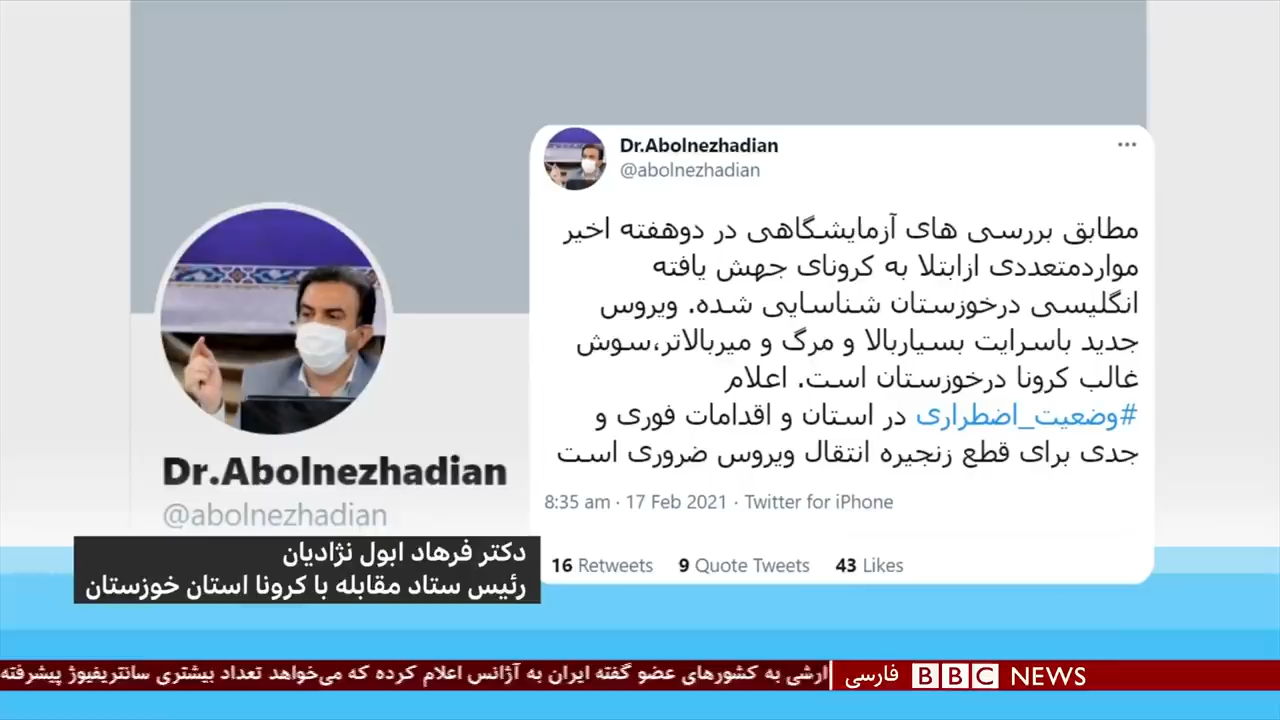 Dr.Abolnezhadian
@abolnezhadian
مطابق بررسی های آزمایشگاهی در دوهفته اخیر
مواردمتعددی ازابتلا به کرونای جهش یافته
انگلیسی درخوزستان شناسایی شده. ویروس
جدید باسرایت بسیاربالا و مرگ و میربالاتر،سوش
غالب کرونا درخوزستان است. اعلام
#وضعیت_اضطراری در استان و اقدامات فوری و
جدی برای قطع زنجیره انتقال ویروس ضروری است
8:35 am · 17 Feb 2021 · Twitter for iPhone
16 Retweets 9 Quote Tweets 43 Likes
Dr.Abolnezhadian
@abolnezhadian
دکتر فرهاد ابول نژادیان
رئیس ستاد مقابله با کرونا استان خوزستان
BBC NEWS فارسی
ارشی به کشورهای عضو گفته ایران به آژانس اعلام کرده که می‌خواهد تعداد بیشتری سانتریفیوژ پیشرفته